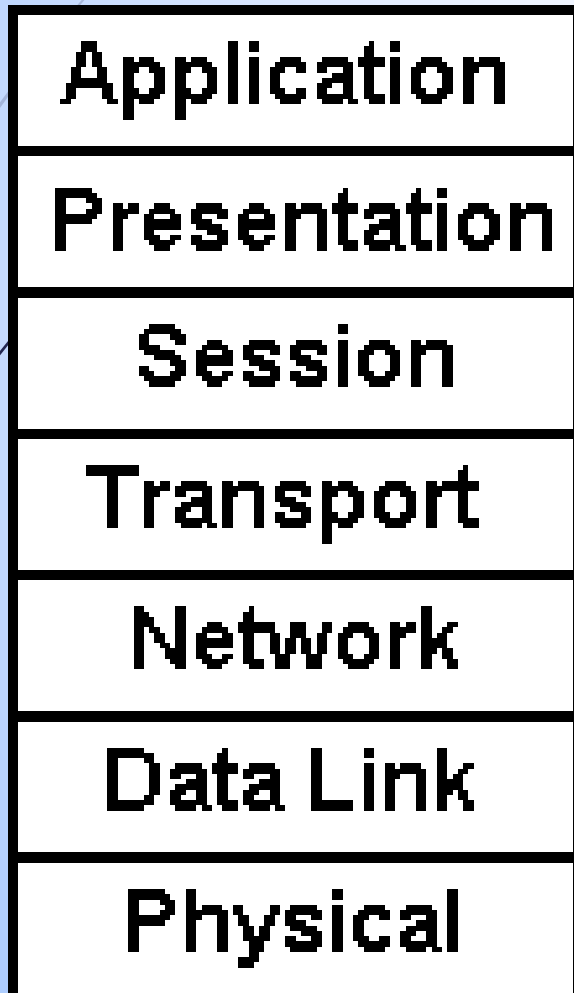 Application
Presentation
Session
Transport
Network
Data Link
Physical